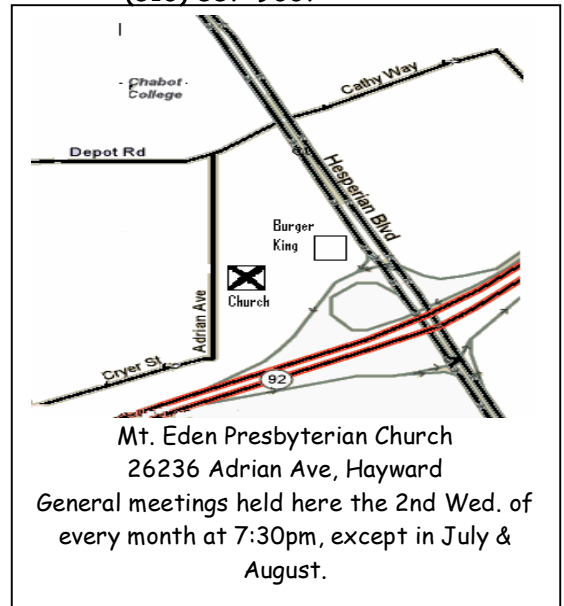 Chabot
College
Cathy Way
Depot Rd
Hesperian Blvd
Burger
King
Church
Adrian Ave
Cryer St
92
Mt. Eden Presbyterian Church
26236 Adrian Ave, Hayward
General meetings held here the 2nd Wed. of
every month at 7:30pm, except in July &
August.